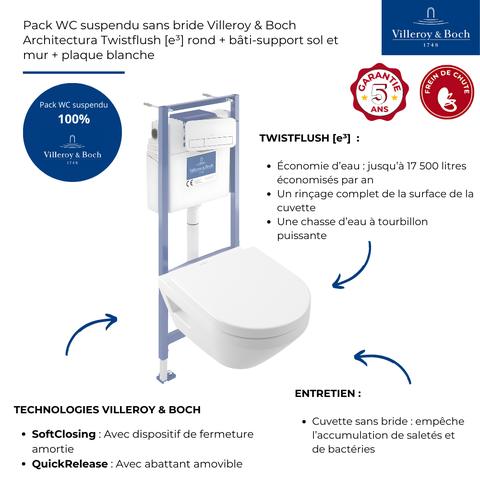 Pack WC suspendu sans bride Villeroy & Boch
Architectura Twistflush [e³] rond + bâti-support sol et
mur + plaque blanche
Villeroy & Boch
1748
Pack WC suspendu
100%
Villeroy & Boch
1748
GARANTIE
5
ANS
FREIN DE CHUTE
Villeroy & Boch
TWISTFLUSH [e³] :
• Économie d'eau : jusqu'à 17 500 litres
économisés par an
• Un rinçage complet de la surface de la
cuvette
• Une chasse d'eau à tourbillon
puissante
TECHNOLOGIES VILLEROY & BOCH
• SoftClosing : Avec dispositif de fermeture
amortie
• QuickRelease : Avec abattant amovible
ENTRETIEN :
• Cuvette sans bride : empêche
l'accumulation de saletés et
de bactéries